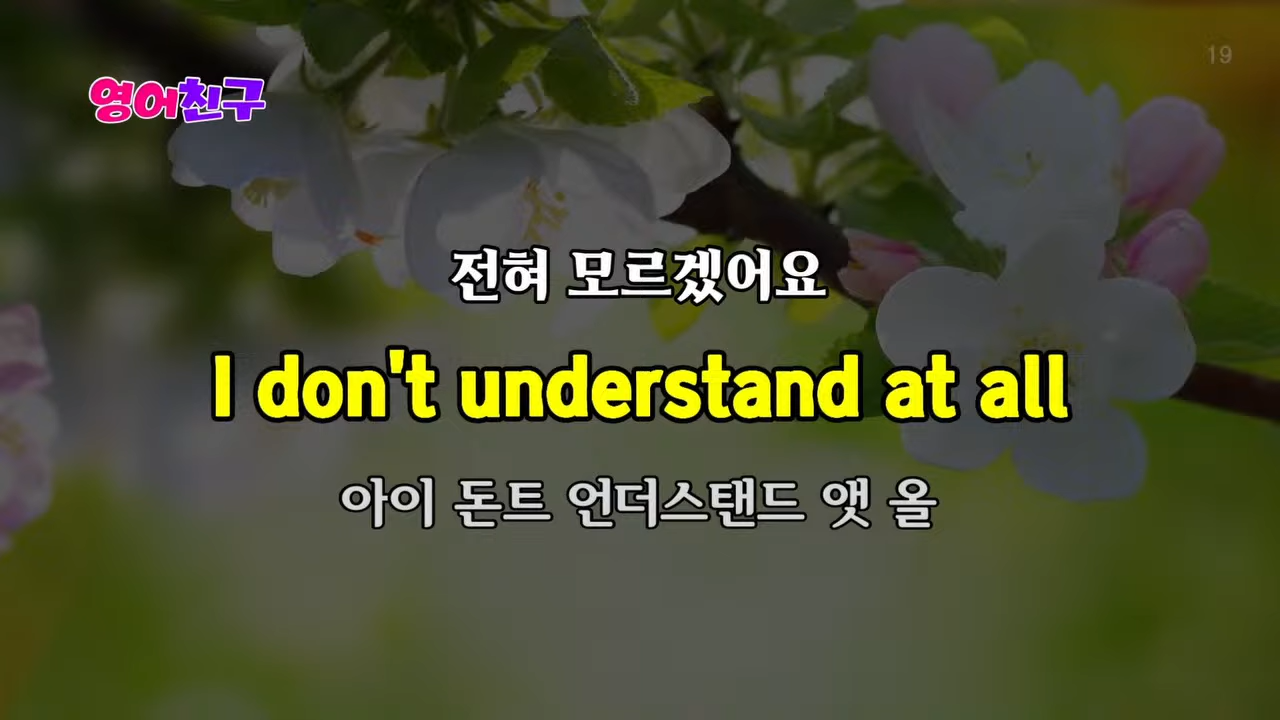 영어친구
19
전혀 모르겠어요
I don't understand at all
아이 돈트 언더스탠드 앳 올